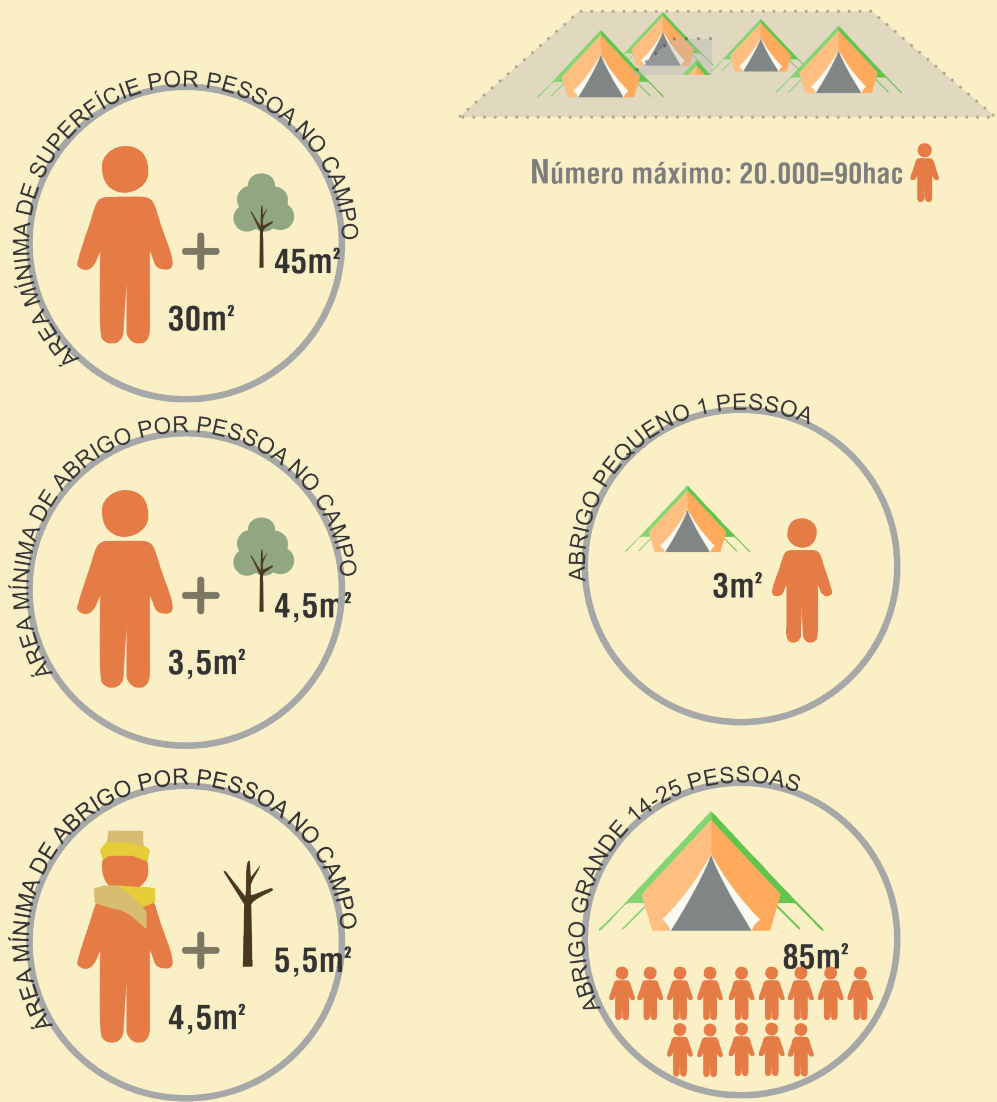 ÁREA MÍNIMA DE SUPERFÍCIE POR PESSOA NO CAMPO
45m²
30m²
Número máximo: 20.000=90hac
ÁREA MÍNIMA DE ABRIGO POR PESSOA NO CAMPO
4,5m²
3,5m²
ABRIGO PEQUENO 1 PESSOA
3m²
ÁREA MÍNIMA DE ABRIGO POR PESSOA NO CAMPO
5,5m²
4,5m²
ABRIGO GRANDE 14-25 PESSOAS
85m²